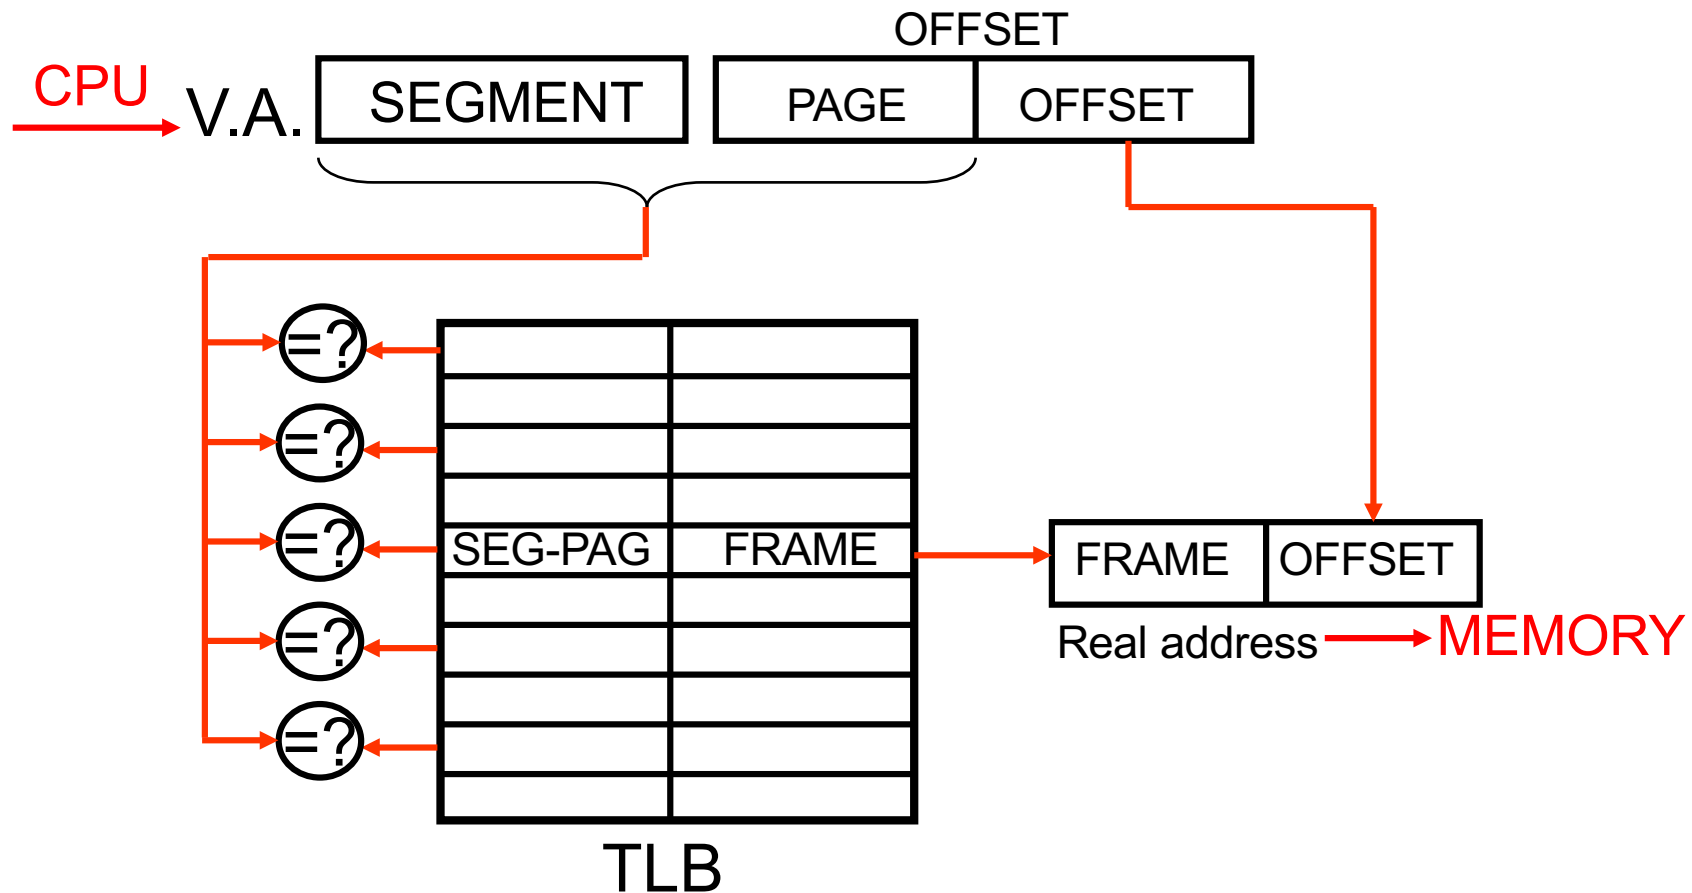 OFFSET
CPU
V.A.
SEGMENT
PAGE
OFFSET
=?
=?
=?
=?
=?
SEG-PAG
FRAME
FRAME
OFFSET
Real address
MEMORY
TLB